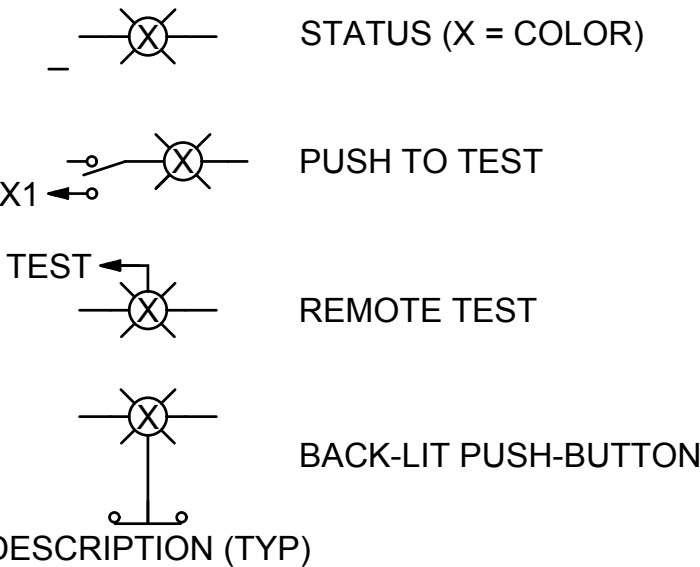 X STATUS (X = COLOR)
X PUSH TO TEST
X1
TEST
X REMOTE TEST
X
BACK-LIT PUSH-BUTTON
DESCRIPTION (TYP)